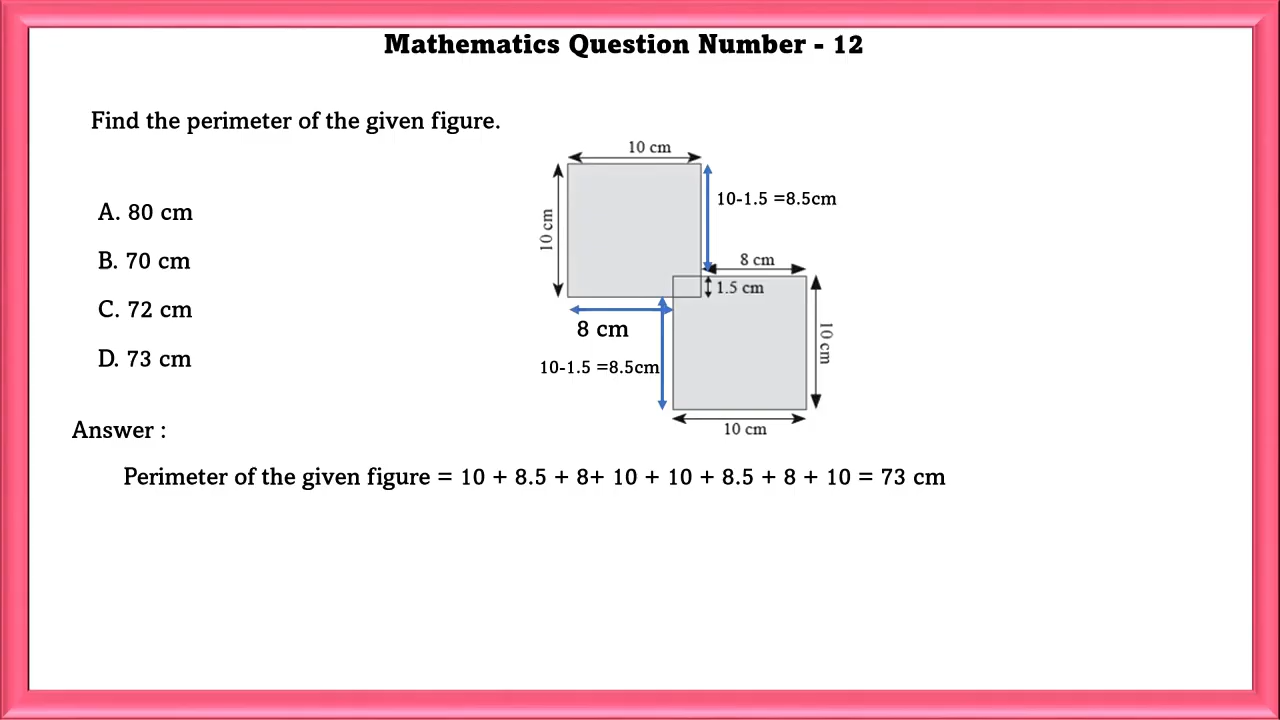 Mathematics Question Number - 12
Find the perimeter of the given figure.
A. 80 cm
B. 70 cm
C. 72 cm
D. 73 cm
10 cm
10 cm
10-1.5 =8.5cm
8 cm
1.5 cm
8 cm
10-1.5 =8.5cm
10 cm
10 cm
Answer :
Perimeter of the given figure = 10 + 8.5 + 8+ 10 + 10 + 8.5 + 8 + 10 = 73 cm